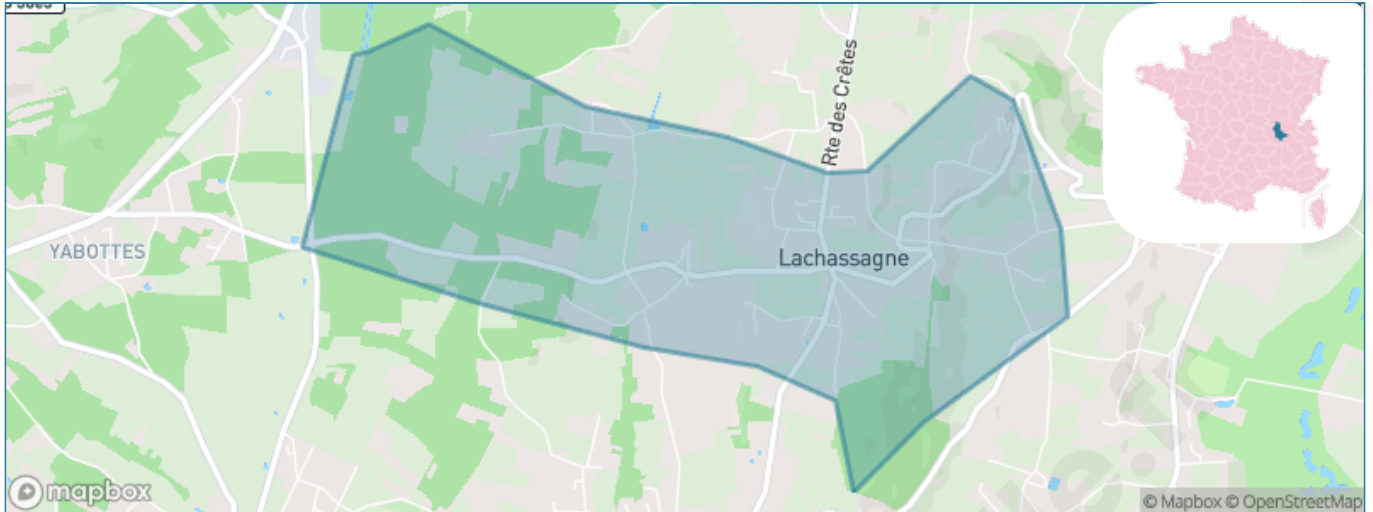 Rte des Crêtes
YABOTTES
Lachassagne
mapbox
© Mapbox © OpenStreetMap